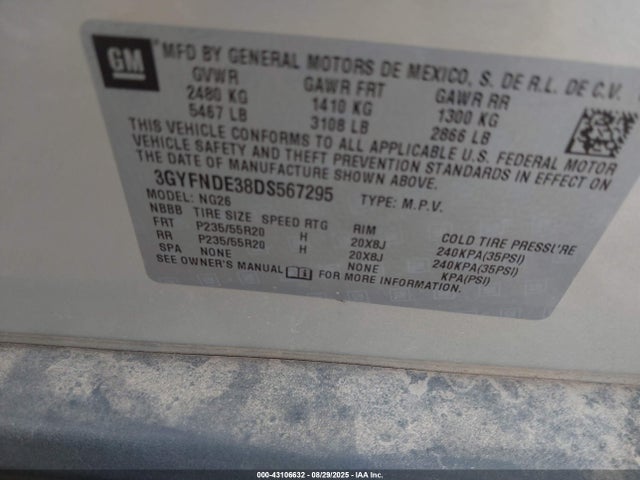 GM
MFD BY GENERAL MOTORS DE MEXICO, S. DE R.L. DE C.V.
GVWR GAWR FRT GAWR RR
2480 KG 1410 KG 1300 KG
5467 LB 3108 LB 2866 LB
THIS VEHICLE CONFORMS TO ALL APPLICABLE U.S. FEDERAL MOTOR
VEHICLE SAFETY AND THEFT PREVENTION STANDARDS IN EFFECT ON
THE DATE OF MANUFACTURE SHOWN ABOVE.
3GYFNDE38DS567295 TYPE: M.P.V.
MODEL: NG26
NBBB TIRE SIZE SPEED RTG RIM COLD TIRE PRESSURE
FRT P235/55R20 H 20X8J 240KPA(35PSI)
RR P235/55R20 H 20X8J 240KPA(35PSI)
SPA NONE NONE KPA(PSI)
SEE OWNER'S MANUAL FOR MORE INFORMATION.
000-43106632 - 08/29/2025 - IAA Inc.